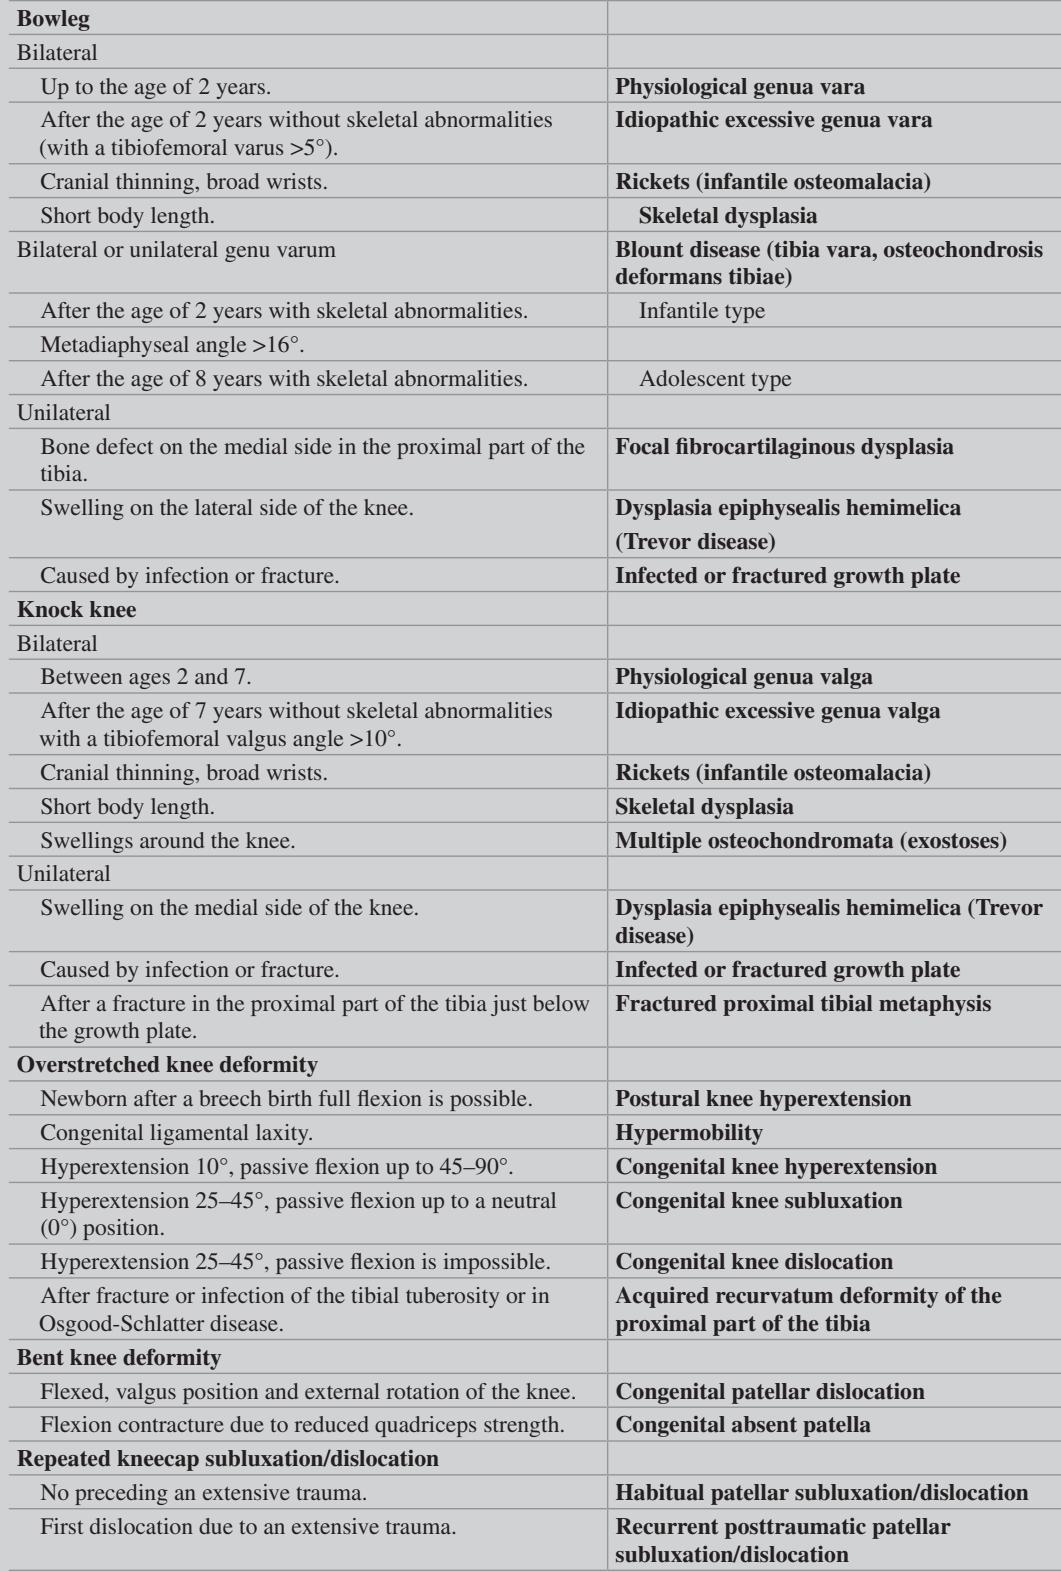 Bowleg
Bilateral
Up to the age of 2 years. Physiological genua vara
After the age of 2 years without skeletal abnormalities Idiopathic excessive genua vara
(with a tibiofemoral varus >5°).
Cranial thinning, broad wrists. Rickets (infantile osteomalacia)
Short body length. Skeletal dysplasia
Bilateral or unilateral genu varum Blount disease (tibia vara, osteochondrosis
deformans tibiae)
After the age of 2 years with skeletal abnormalities. Infantile type
Metadiaphyseal angle >16°.
After the age of 8 years with skeletal abnormalities. Adolescent type
Unilateral
Bone defect on the medial side in the proximal part of the Focal fibrocartilaginous dysplasia
tibia.
Swelling on the lateral side of the knee. Dysplasia epiphysealis hemimelica
(Trevor disease)
Caused by infection or fracture. Infected or fractured growth plate
Knock knee
Bilateral
Between ages 2 and 7. Physiological genua valga
After the age of 7 years without skeletal abnormalities Idiopathic excessive genua valga
with a tibiofemoral valgus angle >10°.
Cranial thinning, broad wrists. Rickets (infantile osteomalacia)
Short body length. Skeletal dysplasia
Swellings around the knee. Multiple osteochondromata (exostoses)
Unilateral
Swelling on the medial side of the knee. Dysplasia epiphysealis hemimelica (Trevor
disease)
Caused by infection or fracture. Infected or fractured growth plate
After a fracture in the proximal part of the tibia just below Fractured proximal tibial metaphysis
the growth plate.
Overstretched knee deformity
Newborn after a breech birth full flexion is possible. Postural knee hyperextension
Congenital ligamental laxity. Hypermobility
Hyperextension 10°, passive flexion up to 45–90°. Congenital knee hyperextension
Hyperextension 25–45°, passive flexion up to a neutral Congenital knee subluxation
(0°) position.
Hyperextension 25–45°, passive flexion is impossible. Congenital knee dislocation
After fracture or infection of the tibial tuberosity or in Acquired recurvatum deformity of the
Osgood-Schlatter disease. proximal part of the tibia
Bent knee deformity
Flexed, valgus position and external rotation of the knee. Congenital patellar dislocation
Flexion contracture due to reduced quadriceps strength. Congenital absent patella
Repeated kneecap subluxation/dislocation
No preceding an extensive trauma. Habitual patellar subluxation/dislocation
First dislocation due to an extensive trauma. Recurrent posttraumatic patellar
subluxation/dislocation